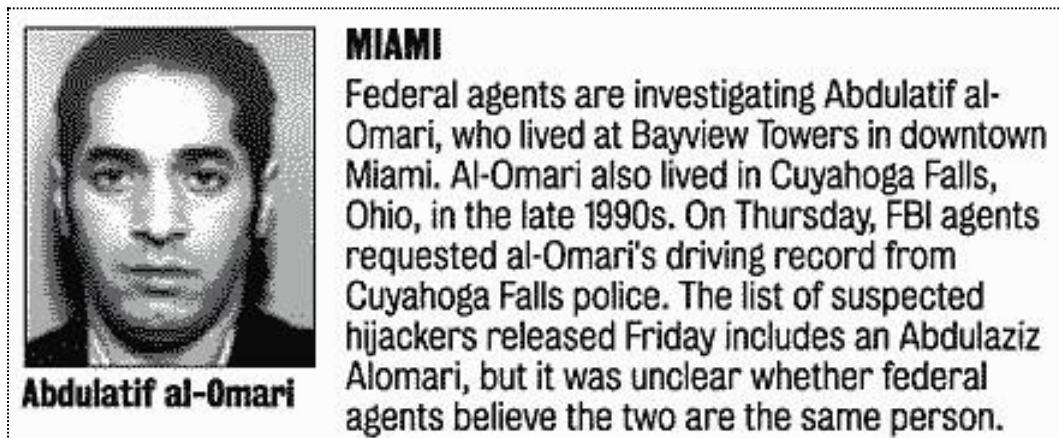 MIAMI
Federal agents are investigating Abdulatif al-
Omari, who lived at Bayview Towers in downtown
Miami. Al-Omari also lived in Cuyahoga Falls,
Ohio, in the late 1990s. On Thursday, FBI agents
requested al-Omari's driving record from
Cuyahoga Falls police. The list of suspected
hijackers released Friday includes an Abdulaziz
Alomari, but it was unclear whether federal
agents believe the two are the same person.
Abdulatif al-Omari